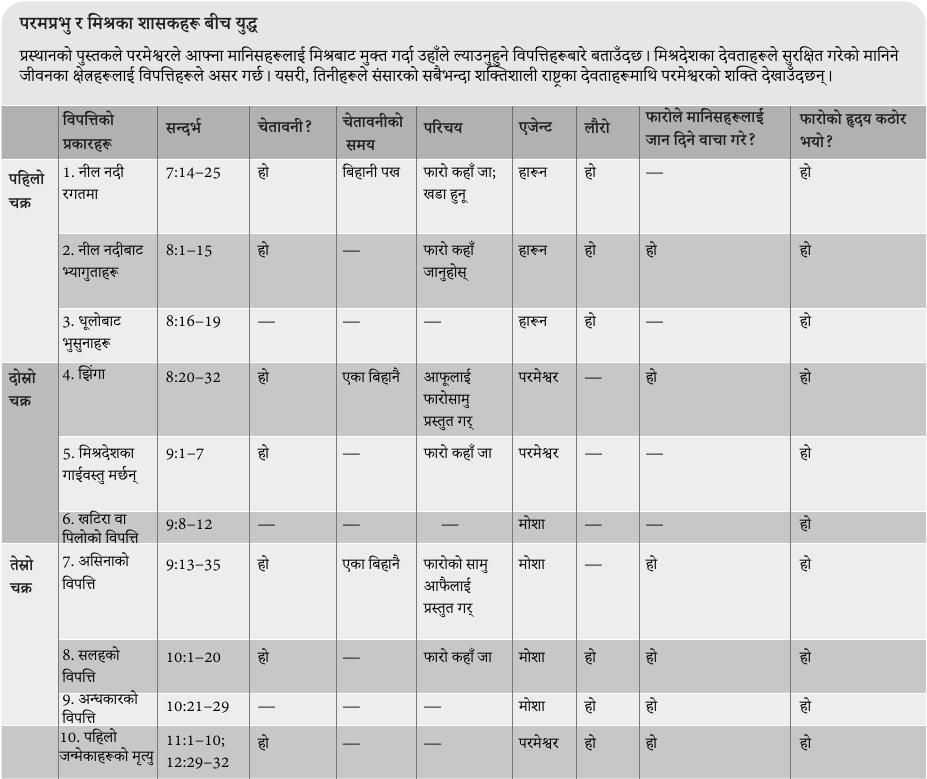 परमप्रभु र मिश्रका शासकहरू बीच युद्ध
प्रस्थानको पुस्तकले परमेश्वरले आफ्ना मानिसहरूलाई मिश्रबाट मुक्त गर्दा उहाँले ल्याउनुहुने विपत्तिहरूबारे बताउँदछ। मिश्रदेशका देवताहरूले सुरक्षित गरेको मानिने
जीवनका क्षेत्रहरूलाई विपत्तिहरूले असर गर्छ। यसरी, तिनीहरूले संसारको सबैभन्दा शक्तिशाली राष्ट्रका देवताहरूमाथि परमेश्वरको शक्ति देखाउँदछन्।
विपत्तिको प्रकारहरू सन्दर्भ चेतावनी? चेतावनीको समय परिचय एजेन्ट लौरो फारोले मानिसहरूलाई जान दिने वाचा गरे? फारोको हृदय कठोर भयो?
पहिलो चक्र 1. नील नदी रगतमा 7:14–25 हो बिहानी पख फारो कहाँ जा; खडा हुनू हारून हो — हो
2. नील नदीबाट भ्यागुताहरू 8:1–15 हो — फारो कहाँ जानुहोस् हारून हो हो हो
3. धूलोबाट भुसुनाहरू 8:16–19 — — — हारून हो — हो
दोस्रो चक्र 4. झिंगा 8:20–32 हो एका बिहानै आफूलाई फारोसामु प्रस्तुत गर् परमेश्वर — हो हो
5. मिश्रदेशका गाईवस्तु मर्छन् 9:1–7 हो — फारो कहाँ जा परमेश्वर — — हो
6. खटिरा वा पिलोको विपत्ति 9:8–12 — — — मोशा — — हो
तेस्रो चक्र 7. असिनाको विपत्ति 9:13–35 हो एका बिहानै फारोको सामु आफैलाई प्रस्तुत गर् मोशा — हो हो
8. सलहको विपत्ति 10:1–20 हो — फारो कहाँ जा मोशा हो हो हो
9. अन्धकारको विपत्ति 10:21–29 — — — मोशा हो हो हो
10. पहिलो जन्मेकाहरूको मृत्यु 11:1–10; 12:29–32 हो — — परमेश्वर हो हो हो